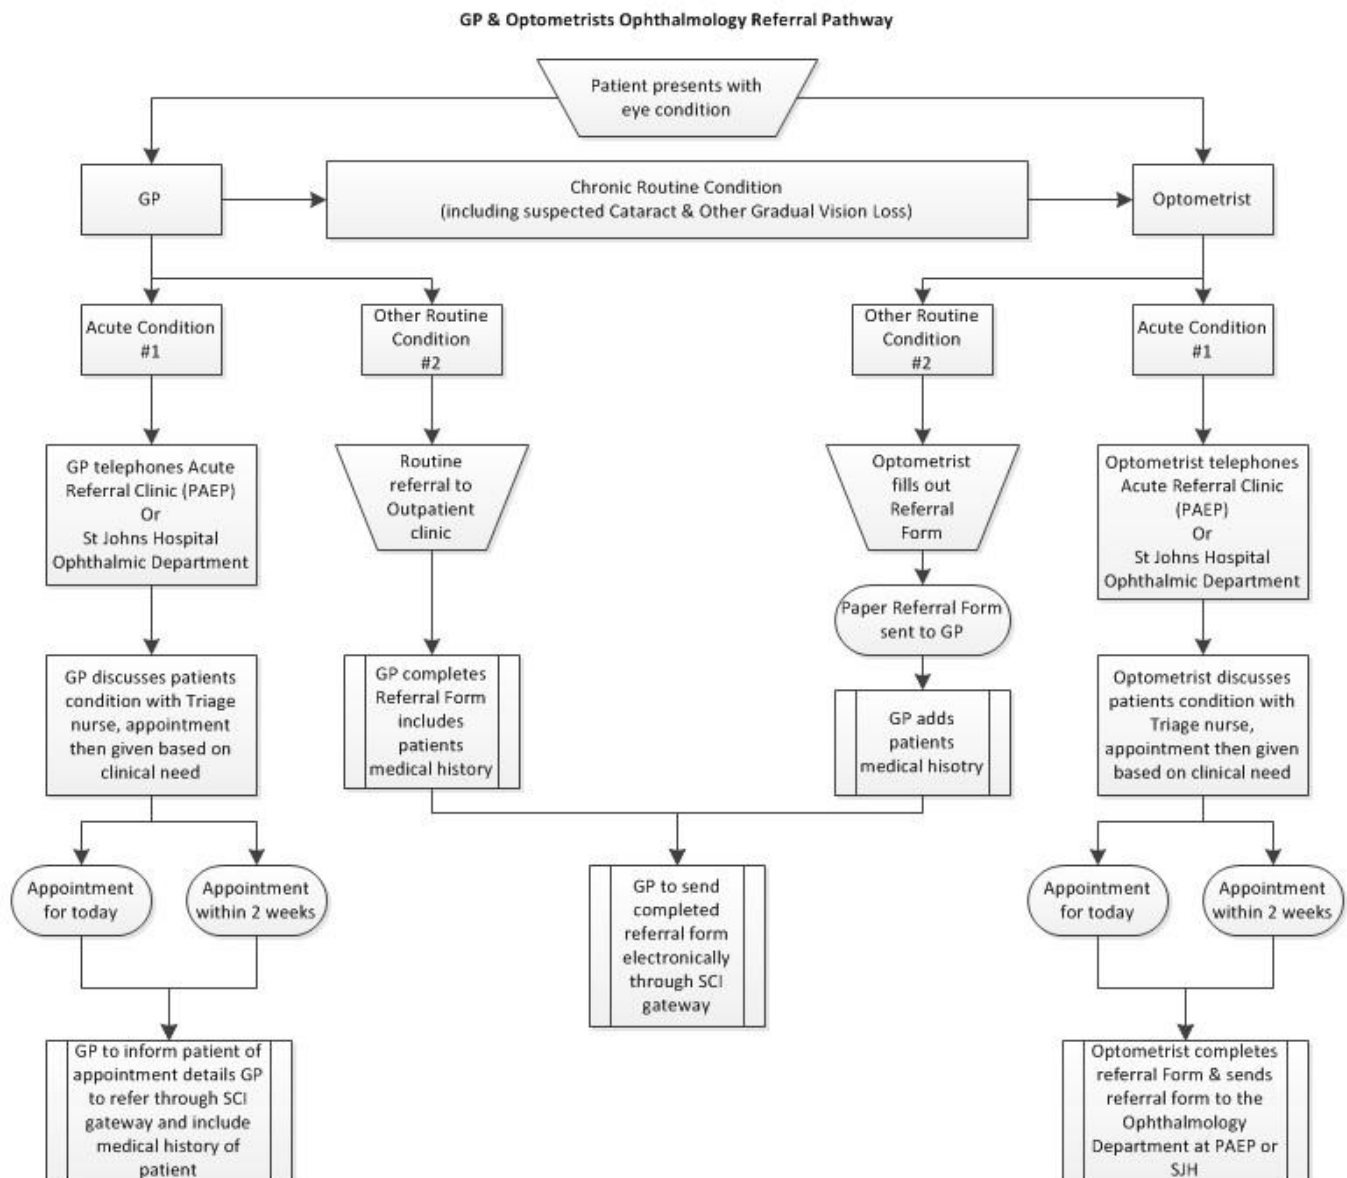 GP & Optometrists Ophthalmology Referral Pathway
Patient presents with
eye condition
GP
Chronic Routine Condition
(including suspected Cataract & Other Gradual Vision Loss)
Optometrist
Acute Condition
#1
Other Routine
Condition
#2
Other Routine
Condition
#2
Acute Condition
#1
GP telephones Acute
Referral Clinic (PAEP)
Or
St Johns Hospital
Ophthalmic Department
Routine
referral to
Outpatient
clinic
Optometrist
fills out
Referral
Form
Optometrist telephones
Acute Referral Clinic
(PAEP)
Or
St Johns Hospital
Ophthalmic Department
Paper Referral Form
sent to GP
GP discusses patients
condition with Triage
nurse, appointment
then given based on
clinical need
GP completes
Referral Form
includes
patients
medical history
GP adds
patients
medical hisotry
Optometrist discusses
patients condition with
Triage nurse,
appointment then given
based on clinical need
Appointment
for today
Appointment
within 2 weeks
GP to send
completed
referral form
electronically
through SCI
gateway
Appointment
for today
Appointment
within 2 weeks
GP to inform patient of
appointment details GP
to refer through SCI
gateway and include
medical history of
patient
Optometrist completes
referral Form & sends
referral form to the
Ophthalmology
Department at PAEP or
SJH